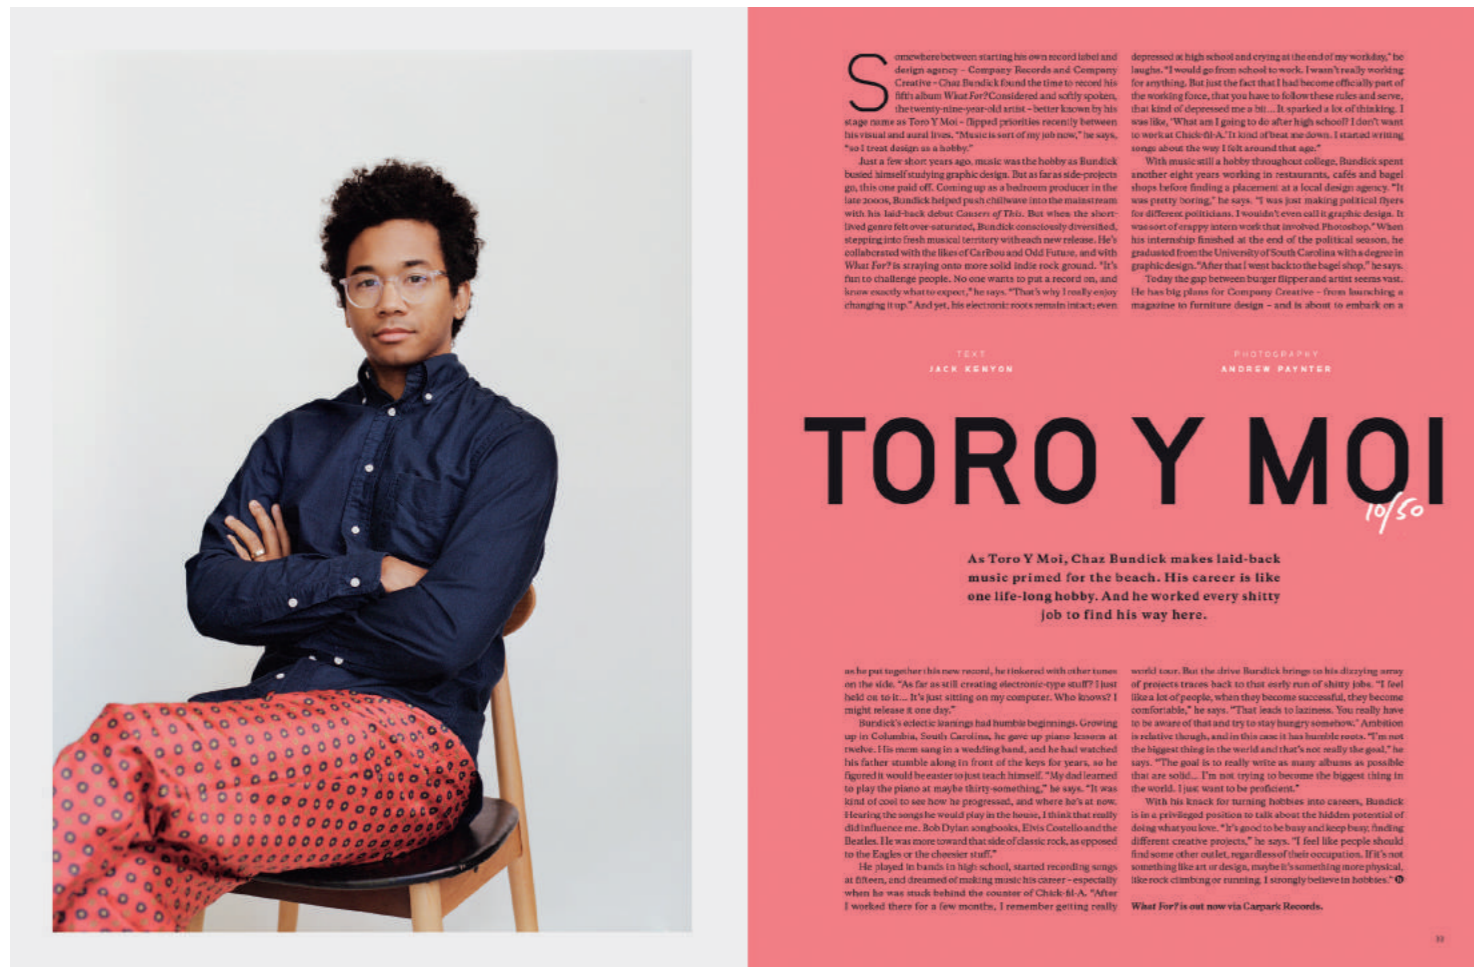 TEXT
JACK KENYON
PHOTOGRAPHY
ANDREW PAYNTER
TORO Y MOI
10/50
As Toro Y Moi, Chaz Bundick makes laid-back
music primed for the beach. His career is like
one life-long hobby. And he worked every shitty
job to find his way here.
Somewhere between starting his own record label and
design agency – Company Records and Company
Creative – Chaz Bundick found the time to record his
fifth album What For? Considered and softly spoken,
the twenty-nine-year-old artist – better known by his
stage name as Toro Y Moi – flipped priorities recently between
his visual and aural lives. “Music is sort of my job now,” he says,
“so I treat design as a hobby.”
Just a few short years ago, music was the hobby as Bundick
busied himself studying graphic design. But as far as side-projects
go, this one paid off. Coming up as a bedroom producer in the
late 2000s, Bundick helped push chillwave into the mainstream
with his laid-back debut Causers of This. But when the short-
lived genre felt over-saturated, Bundick consciously diversified,
stepping into fresh musical territory with each new release. He’s
collaborated with the likes of Caribou and Odd Future, and with
What For? is straying onto more solid indie rock ground. “It’s
fun to challenge people. No one wants to put a record on, and
know exactly what to expect,” he says. “That’s why I really enjoy
changing it up.” And yet, his electronic roots remain intact; even
as he put together this new record, he tinkered with other tunes
on the side. “As far as still creating electronic-type stuff? I just
held on to it... It’s just sitting on my computer. Who knows? I
might release it one day.”
Bundick’s eclectic leanings had humble beginnings. Growing
up in Columbia, South Carolina, he gave up piano lessons at
twelve. His mom sang in a wedding band, and he had watched
his father stumble along in front of the keys for years, so he
figured it would be easier to just teach himself. “My dad learned
to play the piano at maybe thirty-something,” he says. “It was
kind of cool to see how he progressed, and where he’s at now.
Hearing the songs he would play in the house, I think that really
did influence me. Bob Dylan songbooks, Elvis Costello and the
Beatles. He was more toward that side of classic rock, as opposed
to the Eagles or the cheesier stuff.”
He played in bands in high school, started recording songs
at fifteen, and dreamed of making music his career – especially
when he was stuck behind the counter of Chick-fil-A. “After
I worked there for a few months, I remember getting really
depressed at high school and crying at the end of my workday,” he
laughs. “I would go from school to work. I wasn’t really working
for anything. But just the fact that I had become officially part of
the working force, that you have to follow these rules and serve,
that kind of depressed me a bit... It sparked a lot of thinking. I
was like, ‘What am I going to do after high school? I don’t want
to work at Chick-fil-A.’ It kind of beat me down. I started writing
songs about the way I felt around that age.”
With music still a hobby throughout college, Bundick spent
another eight years working in restaurants, cafés and bagel
shops before finding a placement at a local design agency. “It
was pretty boring,” he says. “I was just making political flyers
for different politicians. I wouldn’t even call it graphic design. It
was sort of crappy intern work that involved Photoshop.” When
his internship finished at the end of the political season, he
graduated from the University of South Carolina with a degree in
graphic design. “After that I went back to the bagel shop,” he says.
Today the gap between burger flipper and artist seems vast.
He has big plans for Company Creative – from launching a
magazine to furniture design – and is about to embark on a
world tour. But the drive Bundick brings to his dizzying array
of projects traces back to that early run of shitty jobs. “I feel
like a lot of people, when they become successful, they become
comfortable,” he says. “That leads to laziness. You really have
to be aware of that and try to stay hungry somehow.” Ambition
is relative though, and in this case it has humble roots. “I’m not
the biggest thing in the world and that’s not really the goal,” he
says. “The goal is to really write as many albums as possible
that are solid... I’m not trying to become the biggest thing in
the world. I just want to be proficient.”
With his knack for turning hobbies into careers, Bundick
is in a privileged position to talk about the hidden potential of
doing what you love. “It’s good to be busy and keep busy, finding
different creative projects,” he says. “I feel like people should
find some other outlet, regardless of their occupation. If it’s not
something like art or design, maybe it’s something more physical,
like rock climbing or running. I strongly believe in hobbies.”
What For? is out now via Carpark Records.